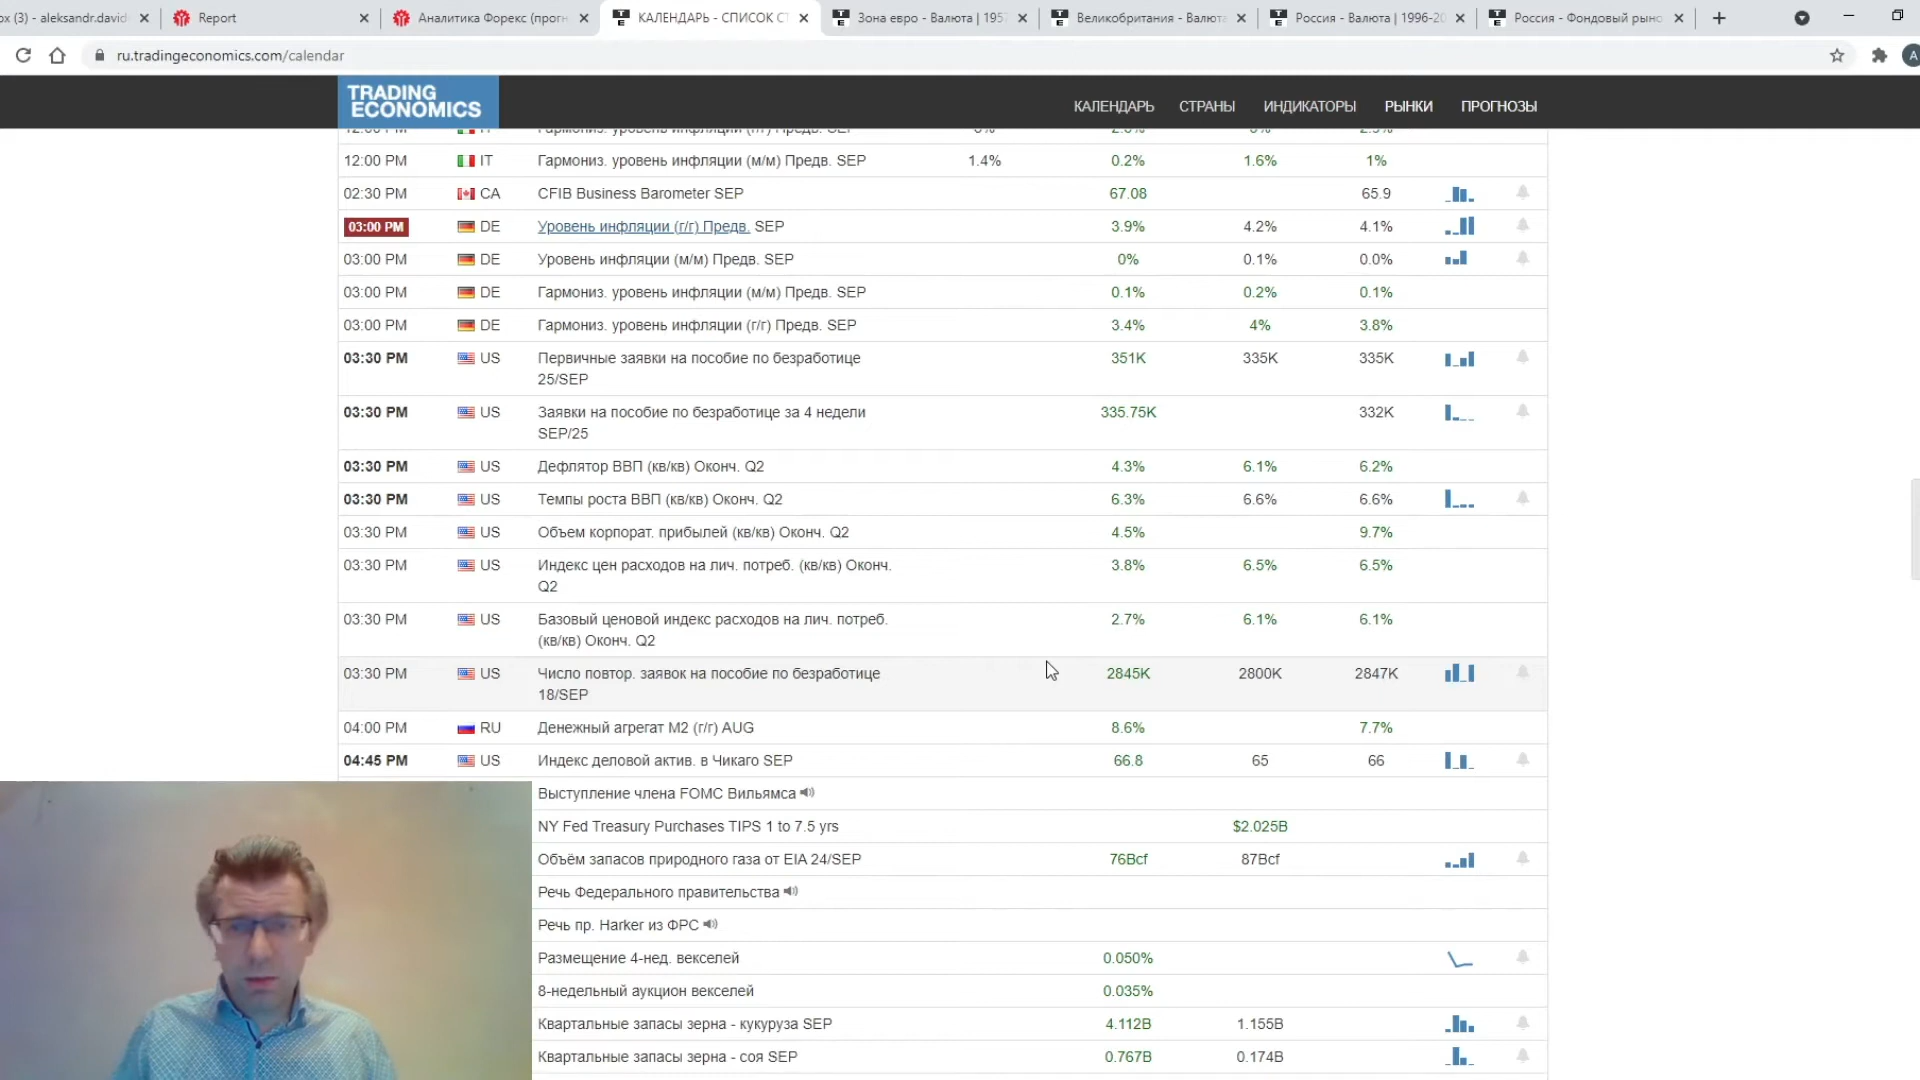 ox (3) - aleksandr.david
Report
Аналитика Форекс (прогн
КАЛЕНДАРЬ - СПИСОК СТ
Зона евро - Валюта | 1957
Великобритания - Валюта
Россия - Валюта | 1996-20
Россия - Фондовый рыно
ru.tradingeconomics.com/calendar
A
TRADING
ECONOMICS
КАЛЕНДАРЬ СТРАНЫ ИНДИКАТОРЫ РЫНКИ ПРОГНОЗЫ
12:00 PM IT Гармониз. уровень инфляции (м/м) Предв. SEP 1.4% 0.2% 1.6% 1%
02:30 PM CA CFIB Business Barometer SEP 67.08 65.9
03:00 PM DE Уровень инфляции (г/г) Предв. SEP 3.9% 4.2% 4.1%
03:00 PM DE Уровень инфляции (м/м) Предв. SEP 0% 0.1% 0.0%
03:00 PM DE Гармониз. уровень инфляции (м/м) Предв. SEP 0.1% 0.2% 0.1%
03:00 PM DE Гармониз. уровень инфляции (г/г) Предв. SEP 3.4% 4% 3.8%
03:30 PM US Первичные заявки на пособие по безработице 351K 335K 335K
25/SEP
03:30 PM US Заявки на пособие по безработице за 4 недели 335.75K 332K
SEP/25
03:30 PM US Дефлятор ВВП (кв/кв) Оконч. Q2 4.3% 6.1% 6.2%
03:30 PM US Темпы роста ВВП (кв/кв) Оконч. Q2 6.3% 6.6% 6.6%
03:30 PM US Объем корпорат. прибылей (кв/кв) Оконч. Q2 4.5% 9.7%
03:30 PM US Индекс цен расходов на лич. потреб. (кв/кв) Оконч. 3.8% 6.5% 6.5%
Q2
03:30 PM US Базовый ценовой индекс расходов на лич. потреб. 2.7% 6.1% 6.1%
(кв/кв) Оконч. Q2
03:30 PM US Число повтор. заявок на пособие по безработице 2845K 2800K 2847K
18/SEP
04:00 PM RU Денежный агрегат М2 (г/г) AUG 8.6% 7.7%
04:45 PM US Индекс деловой актив. в Чикаго SEP 66.8 65 66
Выступление члена FOMC Вильямса
NY Fed Treasury Purchases TIPS 1 to 7.5 yrs $2.025B
Объём запасов природного газа от EIA 24/SEP 76Bcf 87Bcf
Речь Федерального правительства
Речь пр. Harker из ФРС
Размещение 4-нед. векселей 0.050%
8-недельный аукцион векселей 0.035%
Квартальные запасы зерна - кукуруза SEP 4.112B 1.155B
Квартальные запасы зерна - соя SEP 0.767B 0.174B